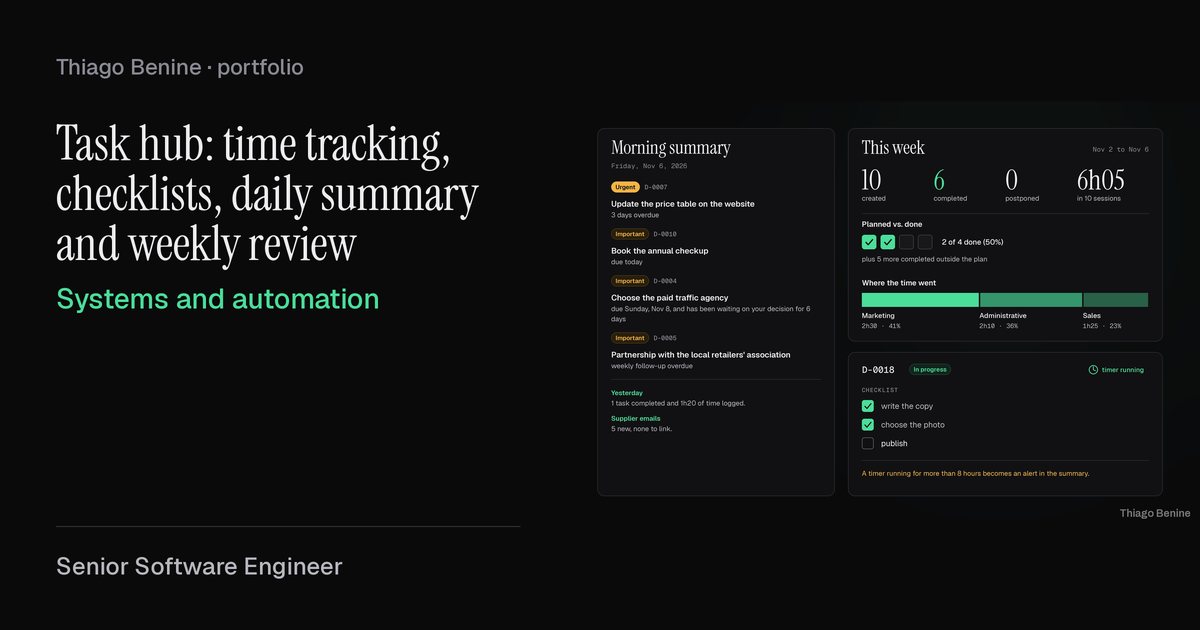 Thiago Benine · portfolio
Task hub: time tracking,
checklists, daily summary
and weekly review
Systems and automation
Senior Software Engineer
Morning summary
Friday, Nov 6, 2026
Urgent D-0007
Update the price table on the website
3 days overdue
Important D-0010
Book the annual checkup
due today
Important D-0004
Choose the paid traffic agency
due Sunday, Nov 8, and has been waiting on your decision for 6
days
Important D-0005
Partnership with the local retailers' association
weekly follow-up overdue
Yesterday
1 task completed and 1h20 of time logged.
Supplier emails
5 new, none to link.
This week Nov 2 to Nov 6
10 6 0 6h05
created completed postponed in 10 sessions
Planned vs. done
2 of 4 done (50%)
plus 5 more completed outside the plan
Where the time went
Marketing Administrative Sales
2h30 · 41% 2h10 · 36% 1h25 · 23%
D-0018 In progress timer running
CHECKLIST
write the copy
choose the photo
publish
A timer running for more than 8 hours becomes an alert in the summary.
Thiago Benine